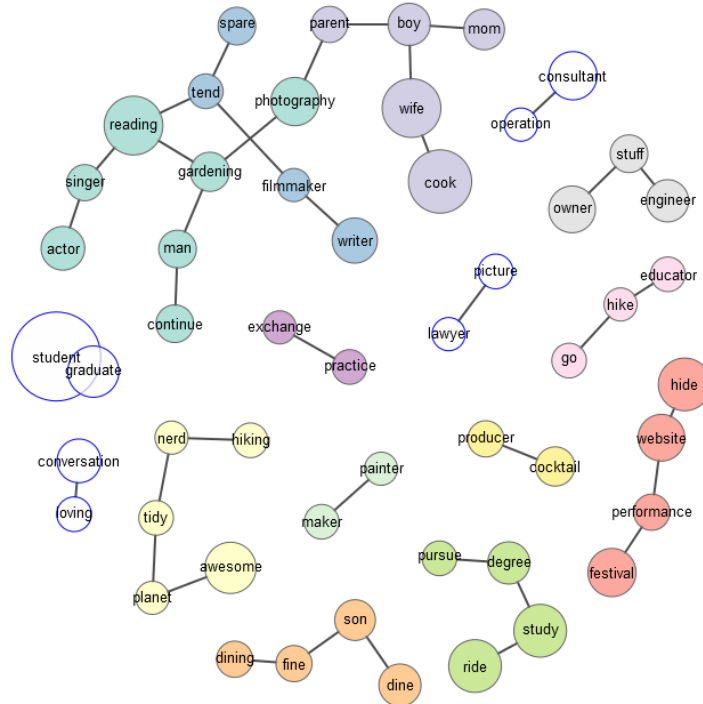 spare
parent
boy
mom
consultant
tend
photography
wife
operation
reading
stuff
singer
gardening
filmmaker
cook
owner
engineer
actor
man
writer
picture
educator
hike
continue
exchange
lawyer
student
graduate
practice
go
hide
nerd
hiking
producer
website
conversation
painter
cocktail
loving
tidy
maker
performance
awesome
pursue
degree
festival
planet
son
study
dining
fine
ride
dine